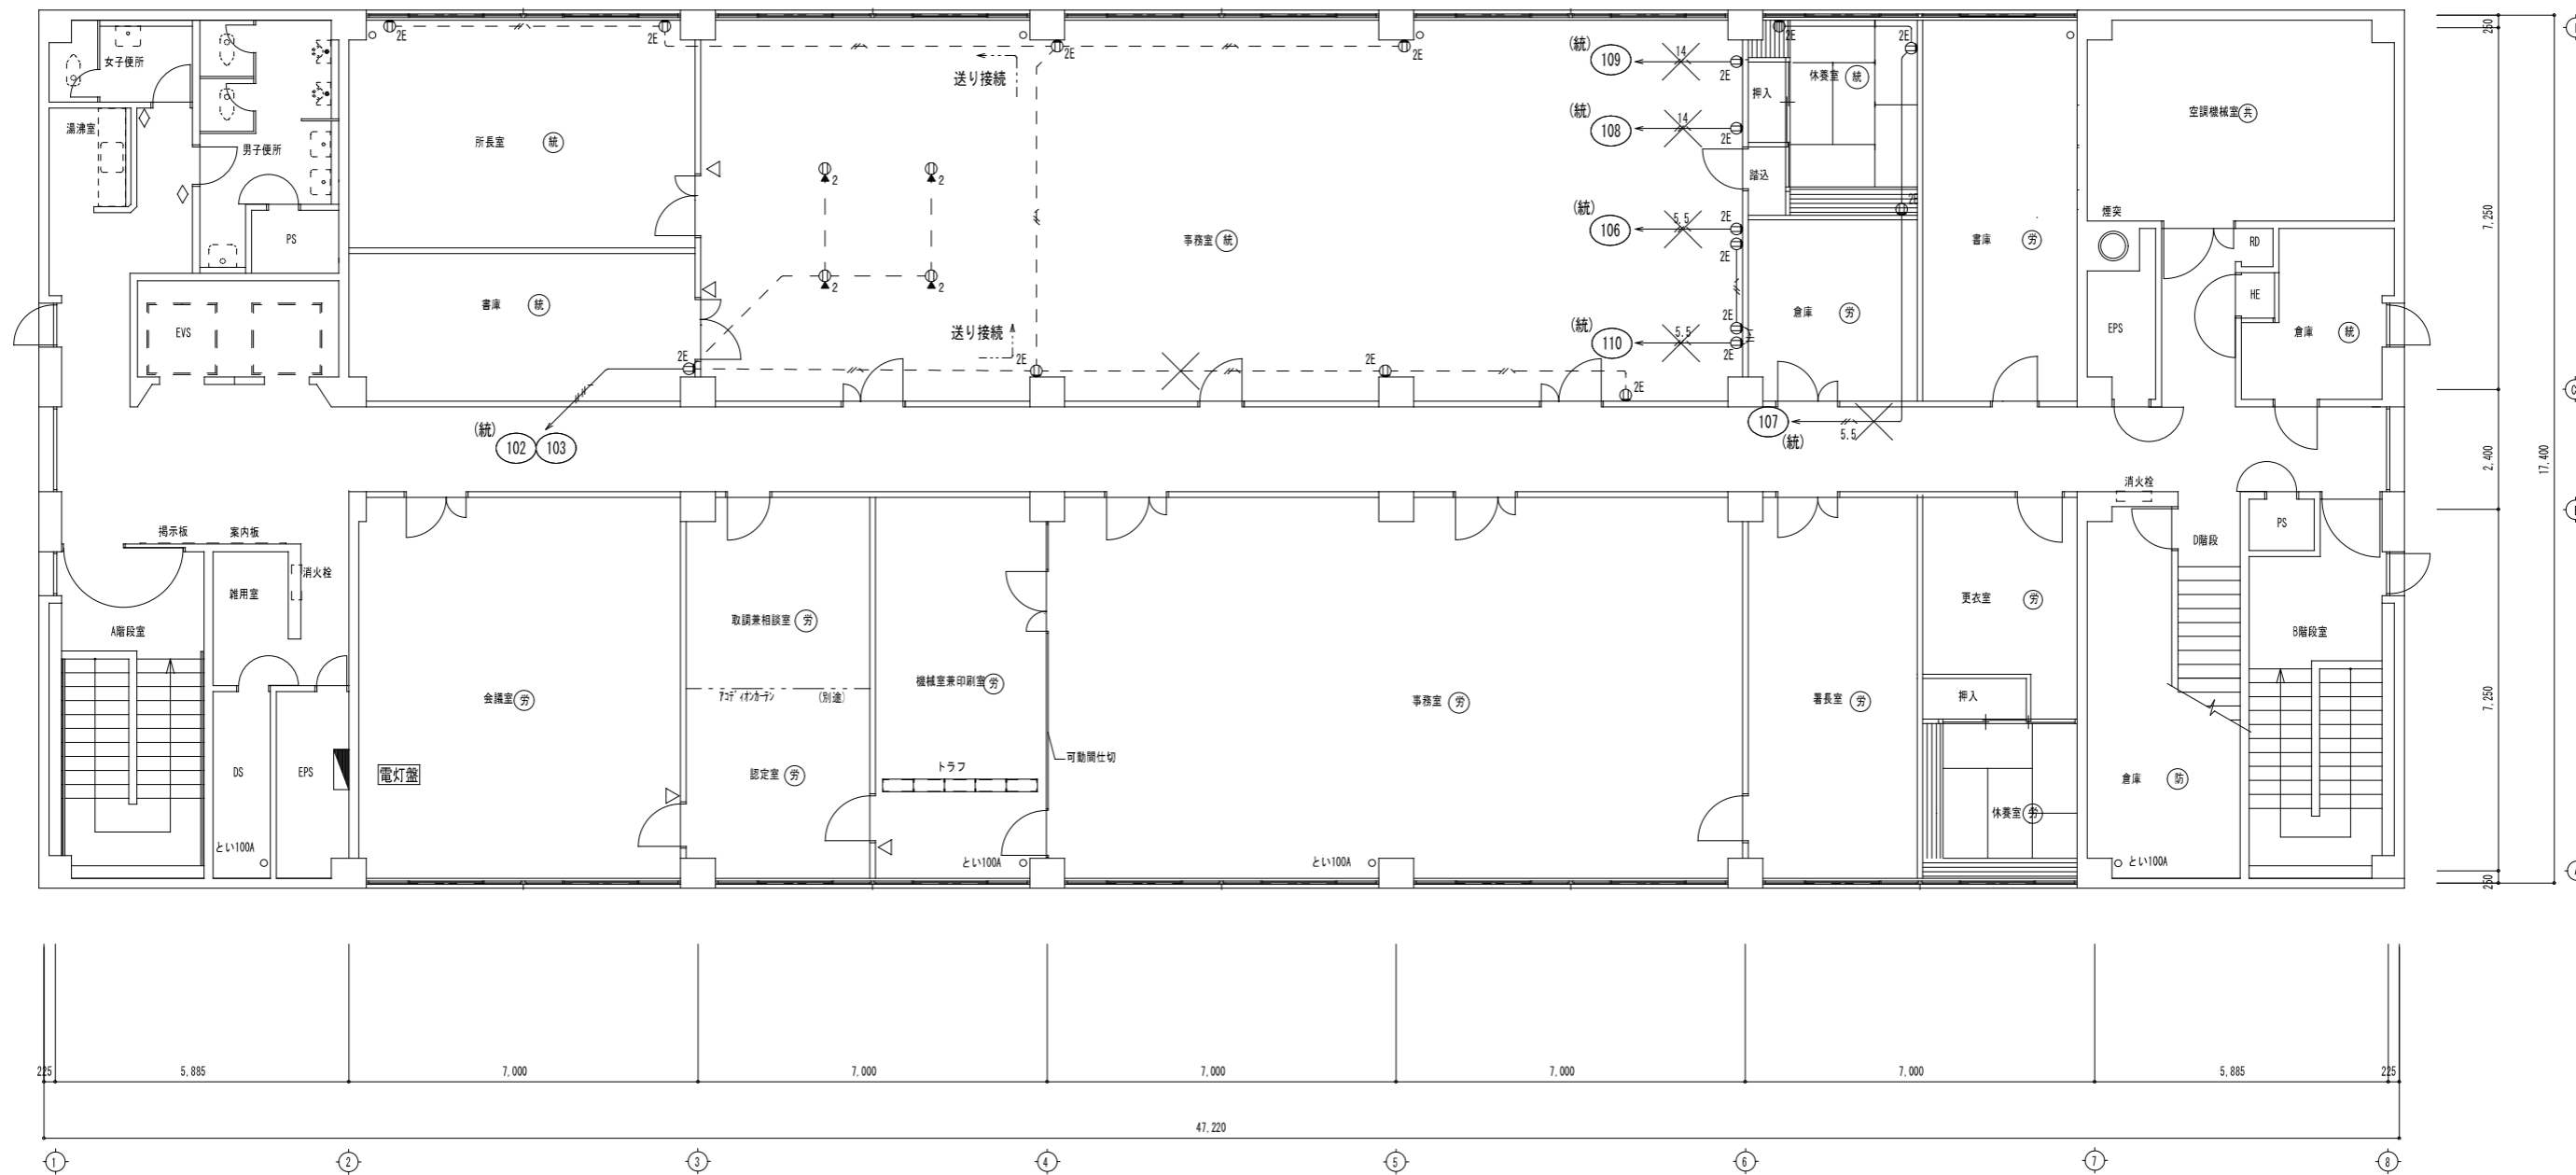 2E
2E
2E
2E
2E
2E
女子便所
湯沸室
男子便所
PS
EVS
所長室 統
書庫 統
送り接続
2
2
2
2
事務室 統
送り接続
2E
2E
2E
2E
(統)
109
14
2E
(統)
108
14
2E
(統)
106
5.5
2E
2E
(統)
110
5.5
2E
2E
休養室 統
押入
踏込
2E
倉庫 労
書庫 労
空調機械室 共
煙突
RD
HE
EPS
倉庫 統
(統)
102 103
107
5.5
(統)
消火栓
PS
D階段
B階段室
掲示板 案内板
消火栓
雑用室
A階段室
DS
EPS
電灯盤
とい100A
会議室 労
取調兼相談室 労
アコーディオンカーテン (別途)
認定室 労
機械室兼印刷室 労
トラフ
とい100A
可動間仕切
事務室 労
とい100A
署長室 労
更衣室 労
押入
休養室 労
倉庫 防
とい100A
250
7,250
2,400
17,400
7,250
250
C
225 5,885 7,000 7,000 7,000 7,000 7,000 5,885 225
47,220
1 2 3 4 5 6 7 8